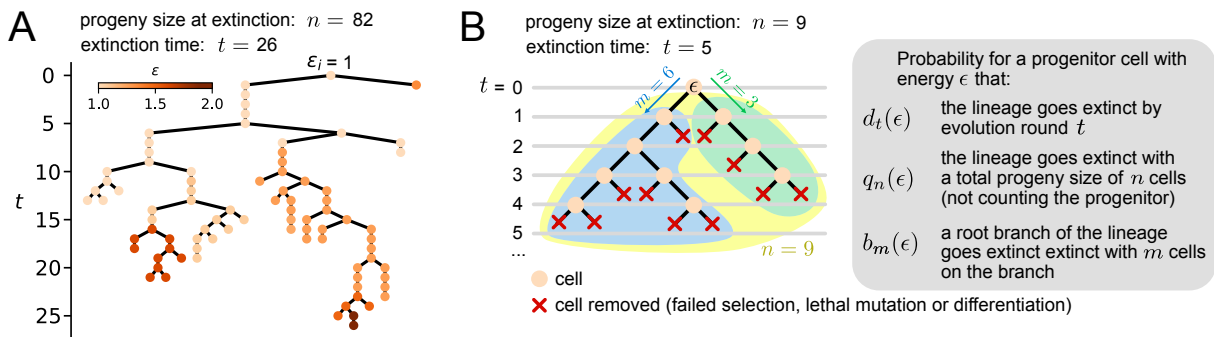 A
progeny size at extinction: n = 82
extinction time: t = 26
ε_i = 1
ε
1.0 1.5 2.0
0
5
10
15
20
25
t
B
progeny size at extinction: n = 9
extinction time: t = 5
m = 6
m = 3
ϵ
t = 0
1
2
3
4
5
...
n = 9
cell
cell removed (failed selection, lethal mutation or differentiation)
Probability for a progenitor cell with
energy ϵ that:
d_t(ϵ) the lineage goes extinct by
evolution round t
q_n(ϵ) the lineage goes extinct with
a total progeny size of n cells
(not counting the progenitor)
b_m(ϵ) a root branch of the lineage
goes extinct extinct with m cells
on the branch